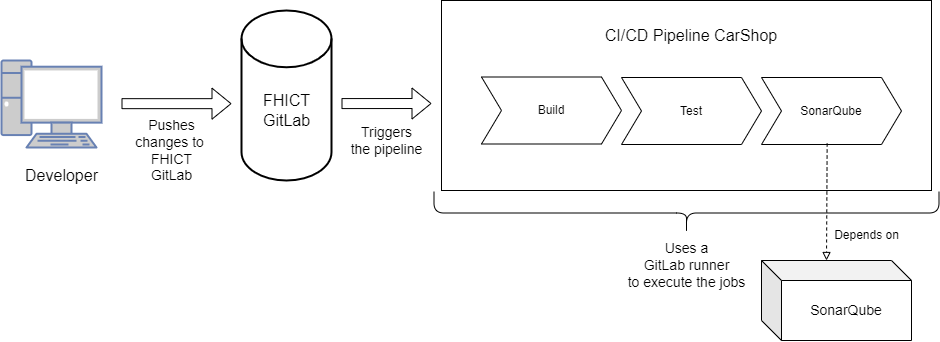 Developer
Pushes
changes to
FHICT
GitLab
FHICT
GitLab
Triggers
the pipeline
CI/CD Pipeline CarShop
Build
Test
SonarQube
Uses a
GitLab runner
to execute the jobs
Depends on
SonarQube